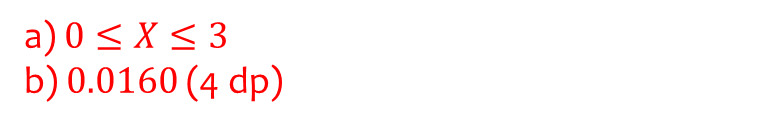 a) 0 ≤ X ≤ 3
b) 0.0160 (4 dp)